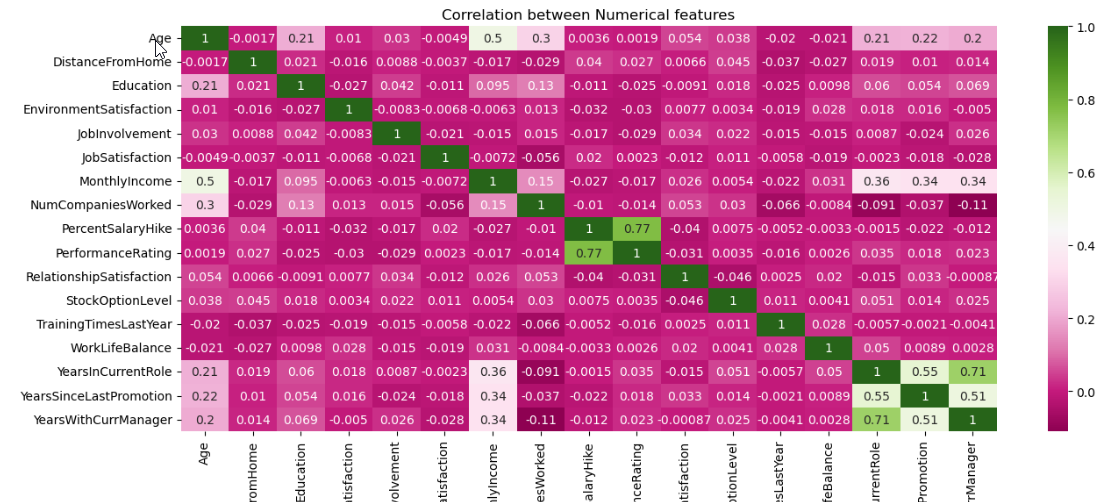 Correlation between Numerical features
Age 1 -0.0017 0.21 0.01 0.03 -0.0049 0.5 0.3 0.0036 0.0019 0.054 0.038 -0.02 -0.021 0.21 0.22 0.2
DistanceFromHome -0.0017 1 0.021 -0.016 0.0088 -0.0037 -0.017 -0.029 0.04 0.027 0.0066 0.045 -0.037 -0.027 0.019 0.01 0.014
Education 0.21 0.021 1 -0.027 0.042 -0.011 0.095 0.13 -0.011 -0.025 -0.0091 0.018 -0.025 0.0098 0.06 0.054 0.069
EnvironmentSatisfaction 0.01 -0.016 -0.027 1 -0.0083 -0.0068 -0.0063 0.013 -0.032 -0.03 0.0077 0.0034 -0.019 0.028 0.018 0.016 -0.005
JobInvolvement 0.03 0.0088 0.042 -0.0083 1 -0.021 -0.015 0.015 -0.017 -0.029 0.034 0.022 -0.015 -0.015 0.0087 -0.024 0.026
JobSatisfaction -0.0049 -0.0037 -0.011 -0.0068 -0.021 1 -0.0072 -0.056 0.02 0.0023 -0.012 0.011 -0.0058 -0.019 -0.0023 -0.018 -0.028
MonthlyIncome 0.5 -0.017 0.095 -0.0063 -0.015 -0.0072 1 0.15 -0.027 -0.017 0.026 0.0054 -0.022 0.031 0.36 0.34 0.34
NumCompaniesWorked 0.3 -0.029 0.13 0.013 0.015 -0.056 0.15 1 -0.01 -0.014 0.053 0.03 -0.066 -0.0084 -0.091 -0.037 -0.11
PercentSalaryHike 0.0036 0.04 -0.011 -0.032 -0.017 0.02 -0.027 -0.01 1 0.77 -0.04 0.0075 -0.0052 -0.0033 -0.0015 -0.022 -0.012
PerformanceRating 0.0019 0.027 -0.025 -0.03 -0.029 0.0023 -0.017 -0.014 0.77 1 -0.031 0.0035 -0.016 0.0026 0.035 0.018 0.023
RelationshipSatisfaction 0.054 0.0066 -0.0091 0.0077 0.034 -0.012 0.026 0.053 -0.04 -0.031 1 -0.046 0.0025 0.02 -0.015 0.033 -0.00087
StockOptionLevel 0.038 0.045 0.018 0.0034 0.022 0.011 0.0054 0.03 0.0075 0.0035 -0.046 1 0.011 0.0041 0.051 0.014 0.025
TrainingTimesLastYear -0.02 -0.037 -0.025 -0.019 -0.015 -0.0058 -0.022 -0.066 -0.0052 -0.016 0.0025 0.011 1 0.028 -0.0057 -0.0021 -0.0041
WorkLifeBalance -0.021 -0.027 0.0098 0.028 -0.015 -0.019 0.031 -0.0084 -0.0033 0.0026 0.02 0.0041 0.028 1 0.05 0.0089 0.0028
YearsInCurrentRole 0.21 0.019 0.06 0.018 0.0087 -0.0023 0.36 -0.091 -0.0015 0.035 -0.015 0.051 -0.0057 0.05 1 0.55 0.71
YearsSinceLastPromotion 0.22 0.01 0.054 0.016 -0.024 -0.018 0.34 -0.037 -0.022 0.018 0.033 0.014 -0.0021 0.0089 0.55 1 0.51
YearsWithCurrManager 0.2 0.014 0.069 -0.005 0.026 -0.028 0.34 -0.11 -0.012 0.023 -0.00087 0.025 -0.0041 0.0028 0.71 0.51 1
Age
romHome
Education
tisfaction
volvement
atisfaction
hlyIncome
esWorked
alaryHike
nceRating
tisfaction
ptionLevel
esLastYear
feBalance
urrentRole
Promotion
rManager
1.0
0.8
0.6
0.4
0.2
0.0